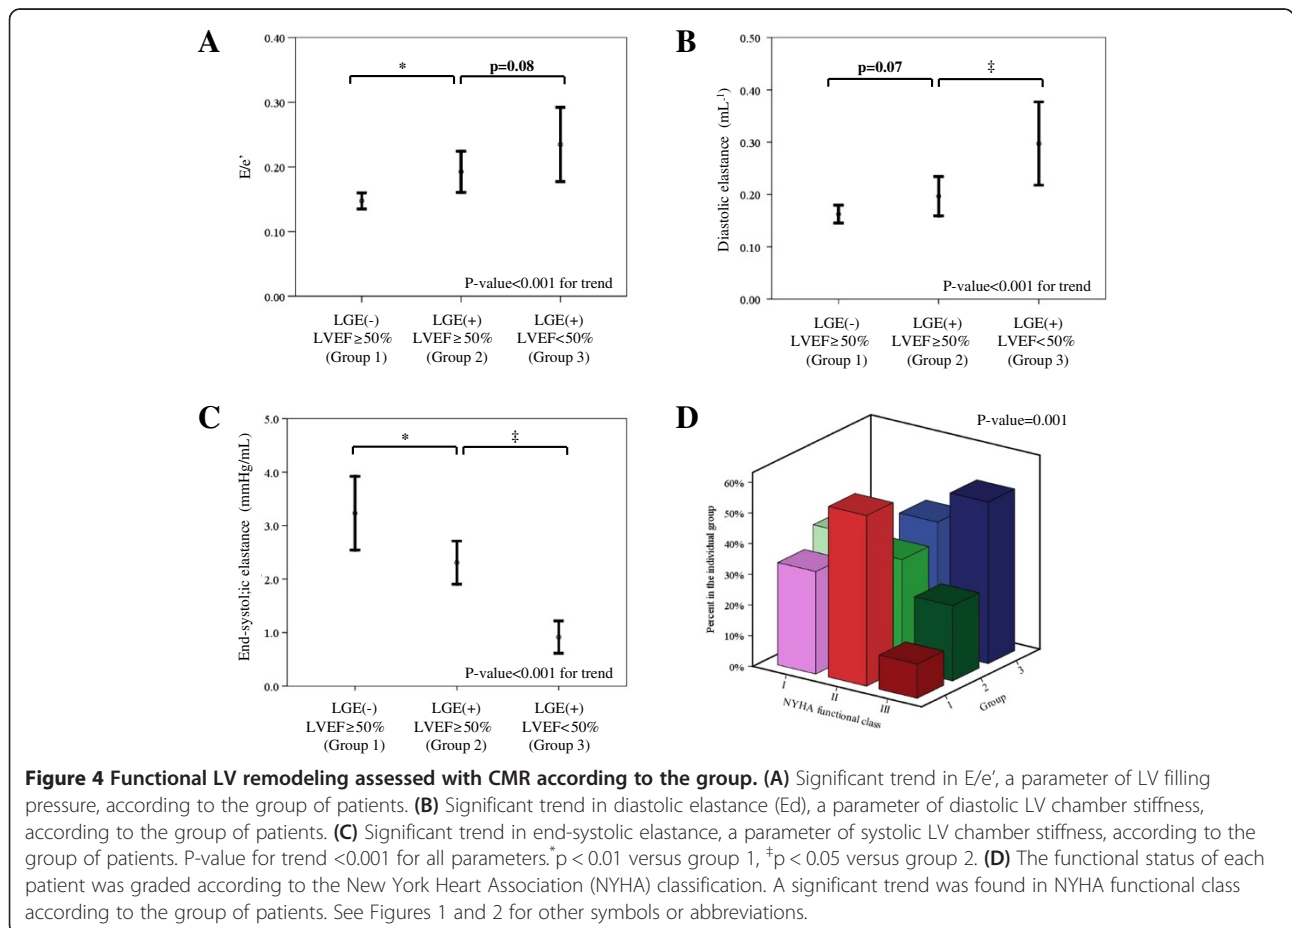 A
0.40
0.30
0.20
0.10
0.00
E/e'
*
p=0.08
P-value<0.001 for trend
LGE(-)
LVEF≥50%
(Group 1)
LGE(+)
LVEF≥50%
(Group 2)
LGE(+)
LVEF<50%
(Group 3)
B
0.50
0.40
0.30
0.20
0.10
0.00
Diastolic elastance (mL-1)
p=0.07
‡
P-value<0.001 for trend
LGE(-)
LVEF≥50%
(Group 1)
LGE(+)
LVEF≥50%
(Group 2)
LGE(+)
LVEF<50%
(Group 3)
C
5.0
4.0
3.0
2.0
1.0
0.0
End-systol;ic elastance (mmHg/mL)
*
‡
P-value<0.001 for trend
LGE(-)
LVEF≥50%
(Group 1)
LGE(+)
LVEF≥50%
(Group 2)
LGE(+)
LVEF<50%
(Group 3)
D
P-value=0.001
60%
50%
40%
30%
20%
10%
0%
Percent in the individual group
I
II
III
NYHA functional class
1
2
3
Group
Figure 4 Functional LV remodeling assessed with CMR according to the group. (A) Significant trend in E/e', a parameter of LV filling
pressure, according to the group of patients. (B) Significant trend in diastolic elastance (Ed), a parameter of diastolic LV chamber stiffness,
according to the group of patients. (C) Significant trend in end-systolic elastance, a parameter of systolic LV chamber stiffness, according to the
group of patients. P-value for trend <0.001 for all parameters.*p < 0.01 versus group 1, ‡p < 0.05 versus group 2. (D) The functional status of each
patient was graded according to the New York Heart Association (NYHA) classification. A significant trend was found in NYHA functional class
according to the group of patients. See Figures 1 and 2 for other symbols or abbreviations.